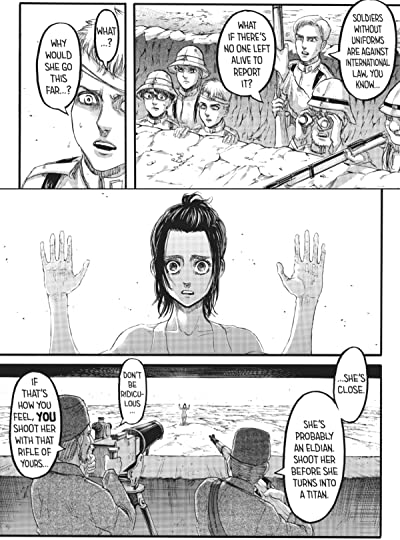 SOLDIERS
WITHOUT
UNIFORMS
ARE AGAINST
INTERNATIONAL
LAW, YOU
KNOW...
WHAT
IF THERE'S
NO ONE LEFT
ALIVE TO
REPORT
IT?
WHAT
...?
WHY
WOULD
SHE GO
THIS
FAR...?
...SHE'S
CLOSE.
SHE'S
PROBABLY
AN ELDIAN.
SHOOT HER
BEFORE SHE
TURNS INTO
A TITAN.
DON'T
BE
RIDICU-
LOUS
...
IF
THAT'S
HOW YOU
FEEL, YOU
SHOOT HER
WITH THAT
RIFLE OF
YOURS...